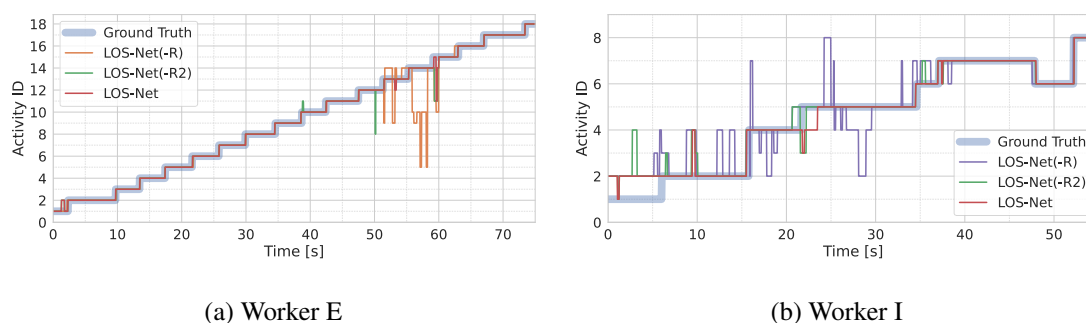 18
16
14
12
10
8
6
4
2
0
Activity ID
Ground Truth
LOS-Net(-R)
LOS-Net(-R2)
LOS-Net
0 10 20 30 40 50 60 70
Time [s]
(a) Worker E
8
6
4
2
0
Activity ID
Ground Truth
LOS-Net(-R)
LOS-Net(-R2)
LOS-Net
0 10 20 30 40 50
Time [s]
(b) Worker I